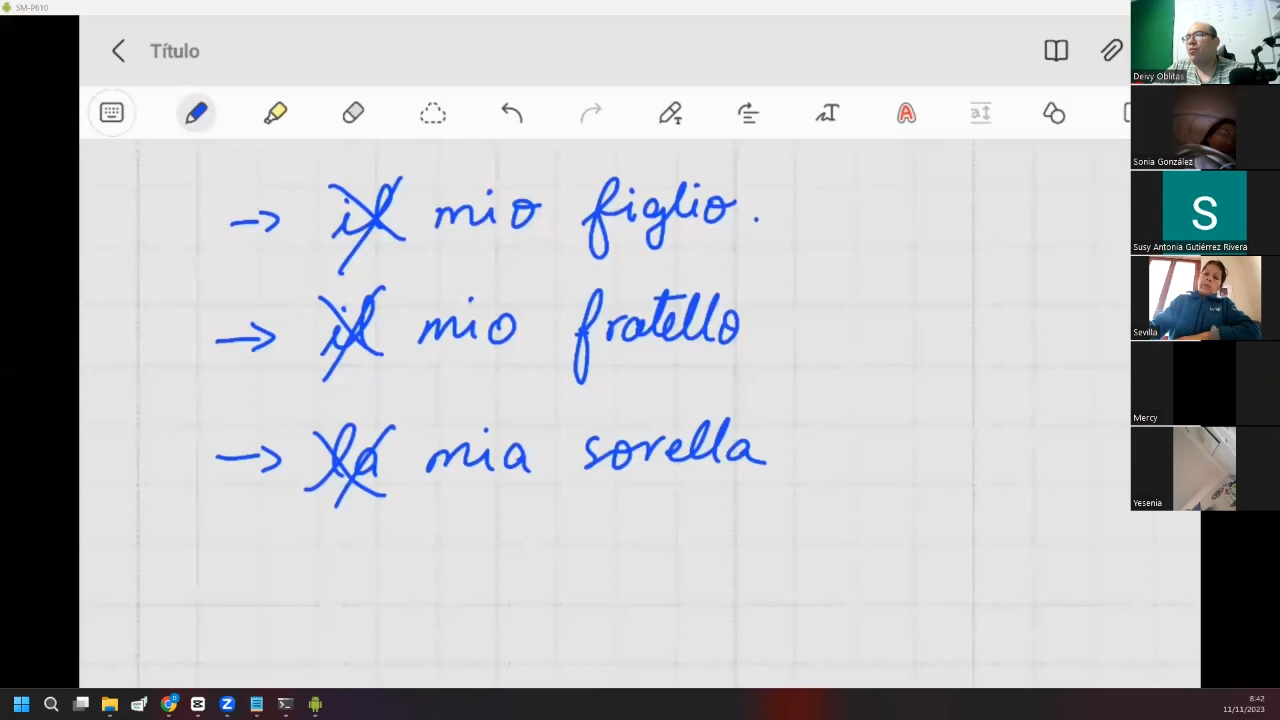 SM-P610
Título
→ il mio figlio.
→ il mio fratello
→ la mia sorella
Deivy Oblitas
Sonia González
S
Susy Antonia Gutiérrez Rivera
Sevilla
Mercy
Yesenia
8:42
11/11/2023